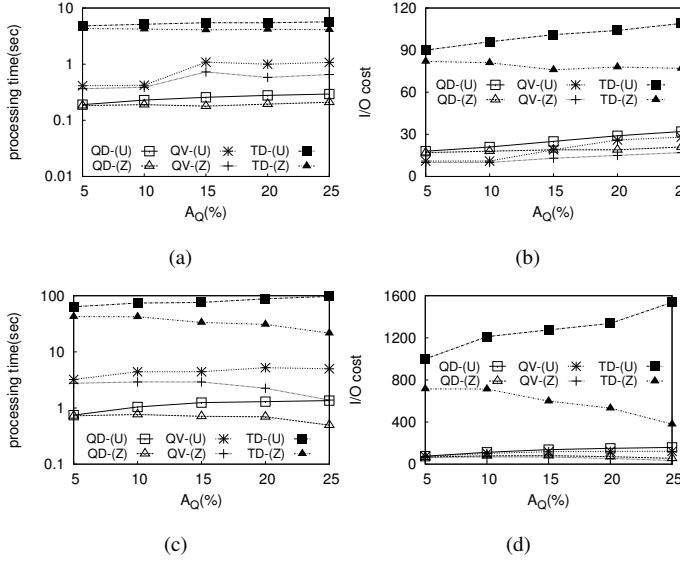 10
1
0.1
0.01
processing time(sec)
QD-(U) QV-(U) TD-(U)
QD-(Z) QV-(Z) TD-(Z)
5 10 15 20 25
A_Q(%)
(a)
120
90
60
30
0
I/O cost
QD-(U) QV-(U) TD-(U)
QD-(Z) QV-(Z) TD-(Z)
5 10 15 20 25
A_Q(%)
(b)
100
10
1
0.1
processing time(sec)
QD-(U) QV-(U) TD-(U)
QD-(Z) QV-(Z) TD-(Z)
5 10 15 20 25
A_Q(%)
(c)
1600
1200
800
400
0
I/O cost
QD-(U) QV-(U) TD-(U)
QD-(Z) QV-(Z) TD-(Z)
5 10 15 20 25
A_Q(%)
(d)